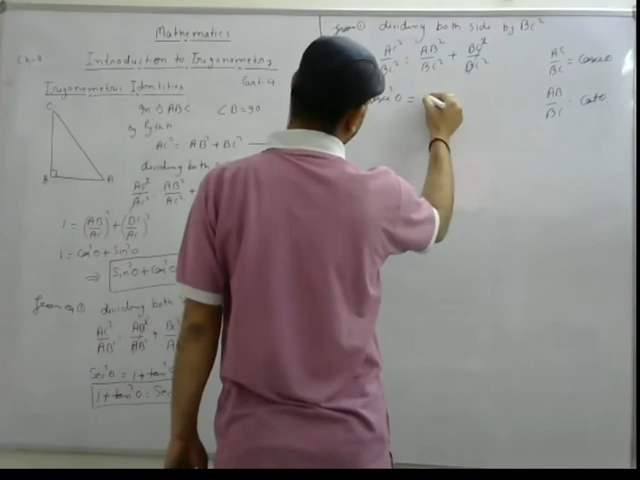 Mathematics
Ch-8 Introduction to Trigonometry
Part-4
Trigonometric Identities
C
B
A
in Δ ABC ∠B = 90
by
AC² = AB² + BC²
dividing both
AC²/AC² = AB²/AC² +
1 = (AB/AC)² + (BC/AC)²
1 = Cos²θ + Sin²θ
⇒ Sin²θ + Cos²θ
from eq ① dividing both
AC²/AB² = AB²/AB² +
Sec²θ = 1 + tan²θ
1 + tan²θ = Sec
from ① dividing both side by BC²
AC²/BC² = AB²/BC² + BC²/BC²
θ =
AC/BC = Cosecθ
AB/BC = Cotθ